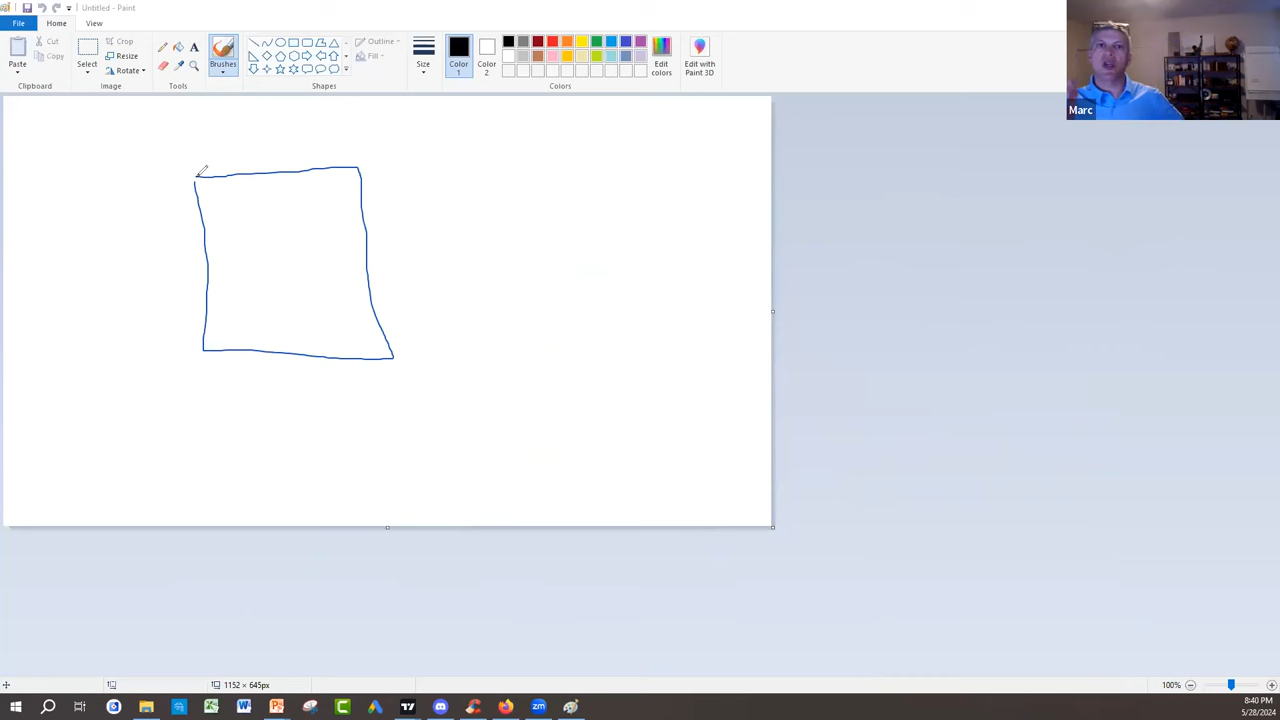 Untitled - Paint
File Home View
Paste
Cut
Copy
Clipboard
Select
Crop
Resize
Rotate
Image
Tools
Brushes
Shapes
Outline
Fill
Size
Color 1
Color 2
Colors
Edit colors
Edit with Paint 3D
Marc
1152 × 645px
100%
8:40 PM
5/28/2024